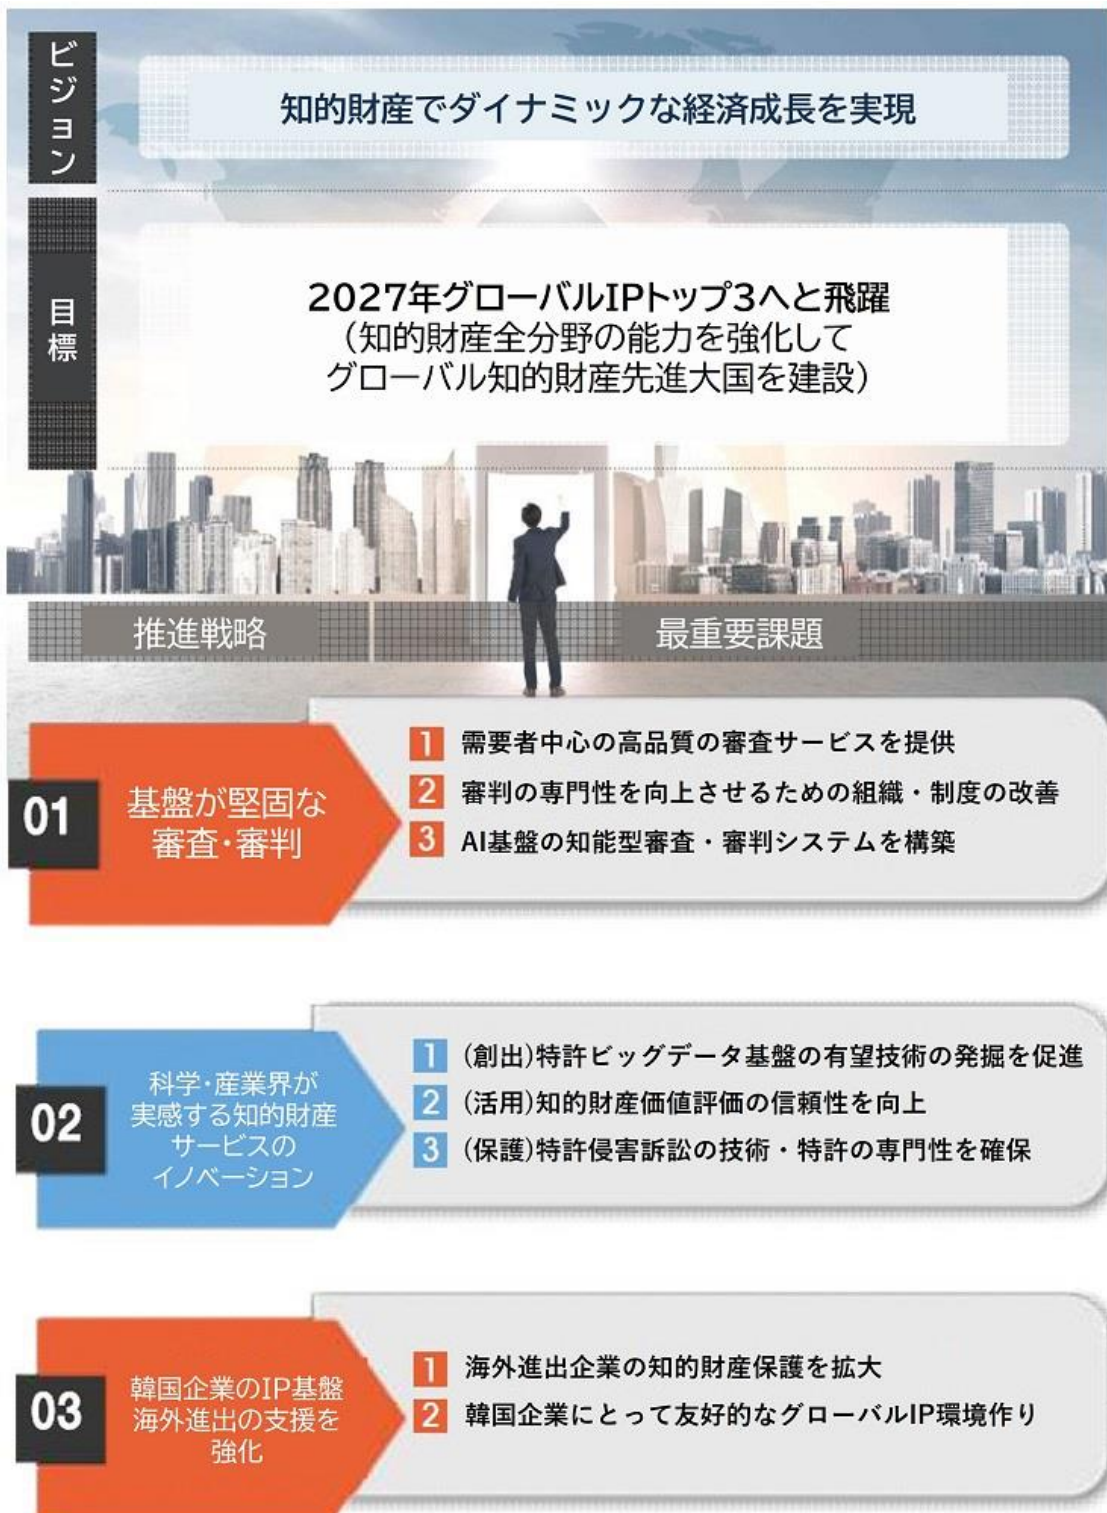 ビジョン
知的財産でダイナミックな経済成長を実現
目標
2027年グローバルIPトップ3へと飛躍
（知的財産全分野の能力を強化して
グローバル知的財産先進大国を建設）
推進戦略
最重要課題
01
基盤が堅固な
審査・審判
1 需要者中心の高品質の審査サービスを提供
2 審判の専門性を向上させるための組織・制度の改善
3 AI基盤の知能型審査・審判システムを構築
02
科学・産業界が
実感する知的財産
サービスの
イノベーション
1 (創出)特許ビッグデータ基盤の有望技術の発掘を促進
2 (活用)知的財産価値評価の信頼性を向上
3 (保護)特許侵害訴訟の技術・特許の専門性を確保
03
韓国企業のIP基盤
海外進出の支援を
強化
1 海外進出企業の知的財産保護を拡大
2 韓国企業にとって友好的なグローバルIP環境作り